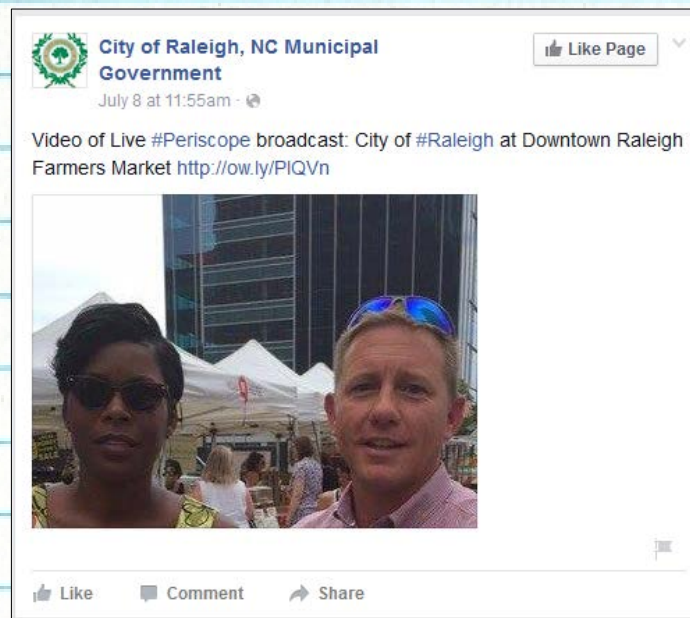 City of Raleigh, NC Municipal
Government
Like Page
July 8 at 11:55am ·
Video of Live #Periscope broadcast: City of #Raleigh at Downtown Raleigh
Farmers Market http://ow.ly/PlQVn
SALE
Like Comment Share